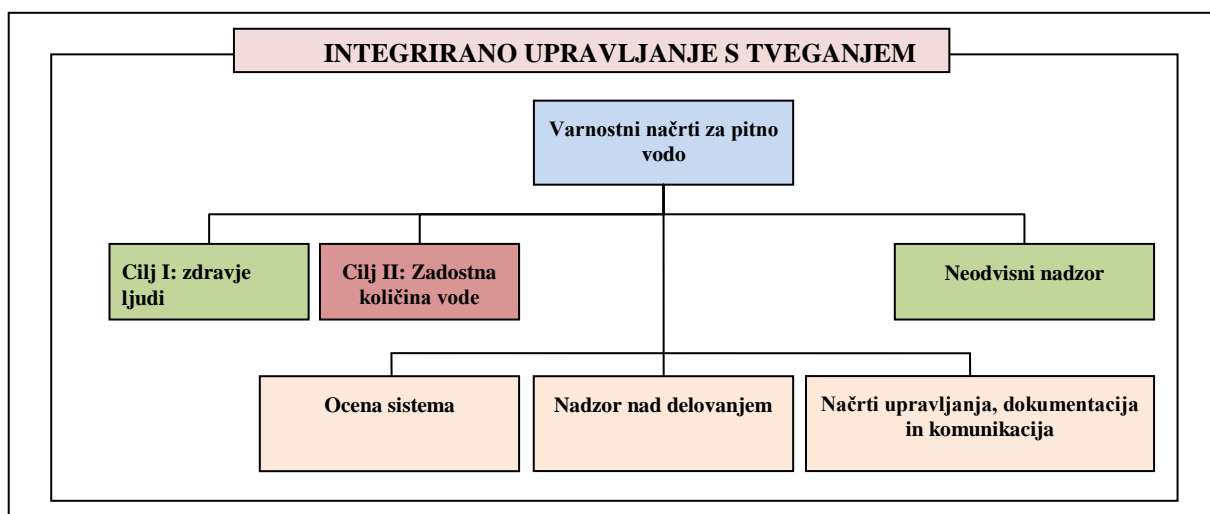 INTEGRIRANO UPRAVLJANJE S TVEGANJEM
Varnostni načrti za pitno
vodo
Cilj I: zdravje
ljudi
Cilj II: Zadostna
količina vode
Neodvisni nadzor
Ocena sistema
Nadzor nad delovanjem
Načrti upravljanja, dokumentacija
in komunikacija